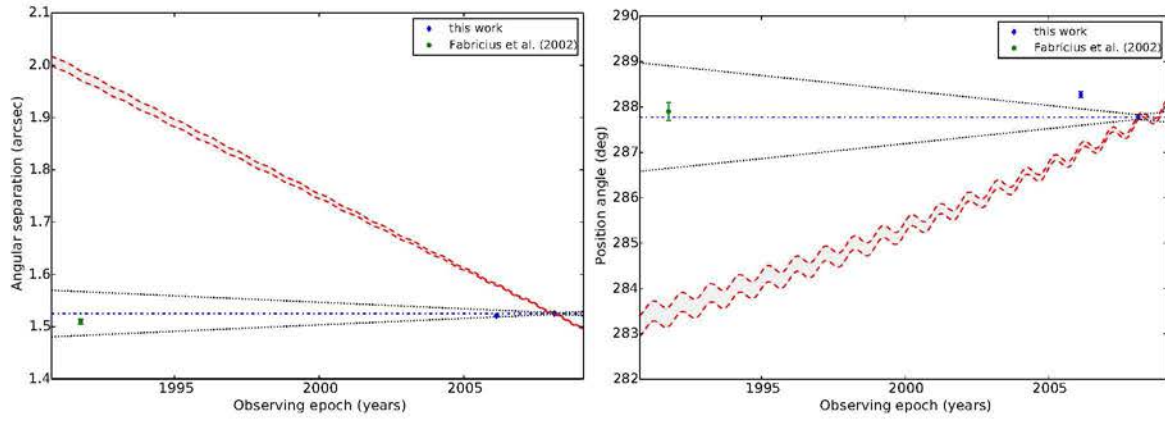 2.1
2.0
1.9
1.8
1.7
1.6
1.5
1.4
Angular separation (arcsec)
this work
Fabricius et al. (2002)
1995
2000
2005
Observing epoch (years)
290
289
288
287
286
285
284
283
282
Position angle (deg)
this work
Fabricius et al. (2002)
1995
2000
2005
Observing epoch (years)